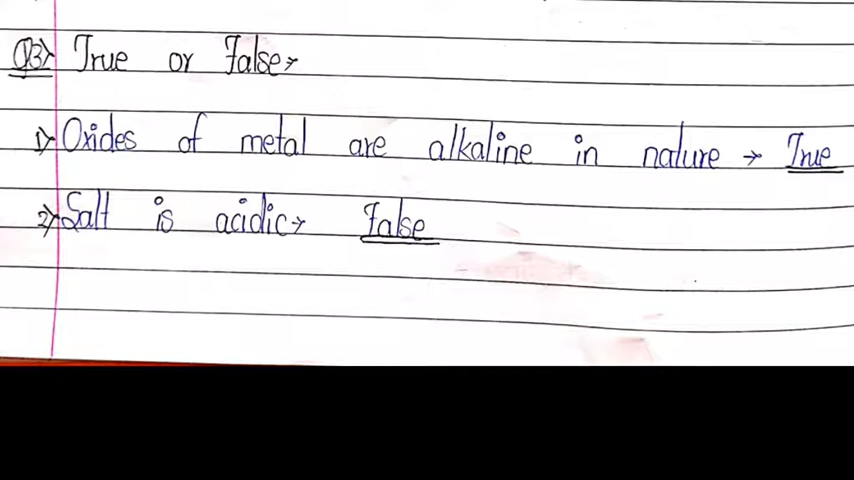 Q3) True or False →
1) Oxides of metal are alkaline in nature → True
2) Salt is acidic → False